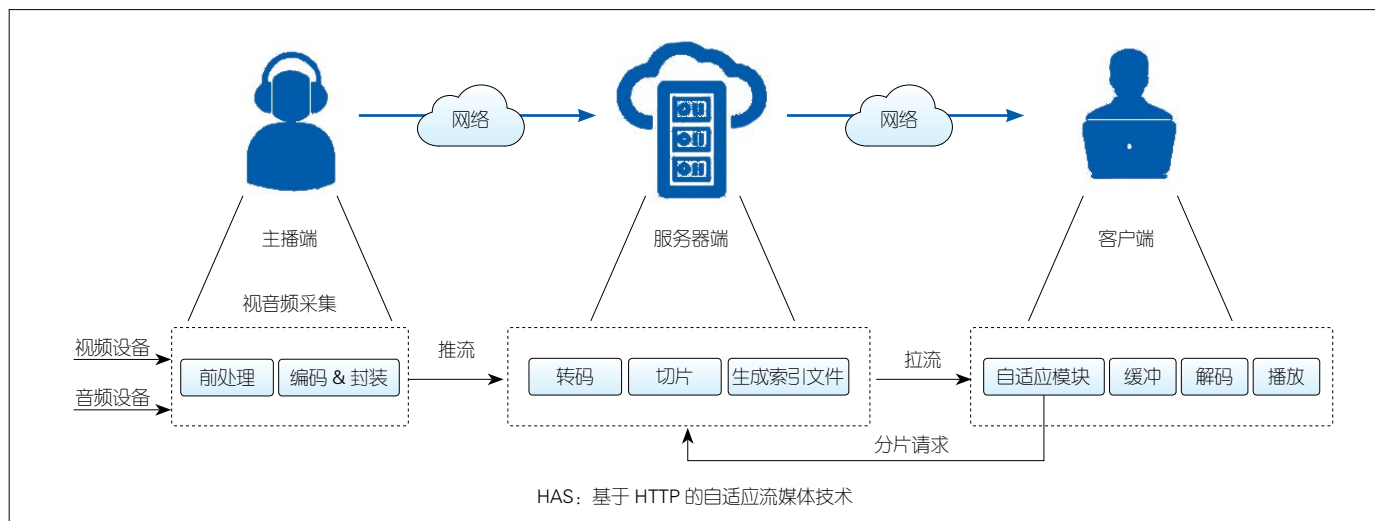 网络
网络
主播端
服务器端
客户端
视音频采集
视频设备
音频设备
前处理
编码 & 封装
推流
转码
切片
生成索引文件
拉流
自适应模块
缓冲
解码
播放
分片请求
HAS：基于 HTTP 的自适应流媒体技术